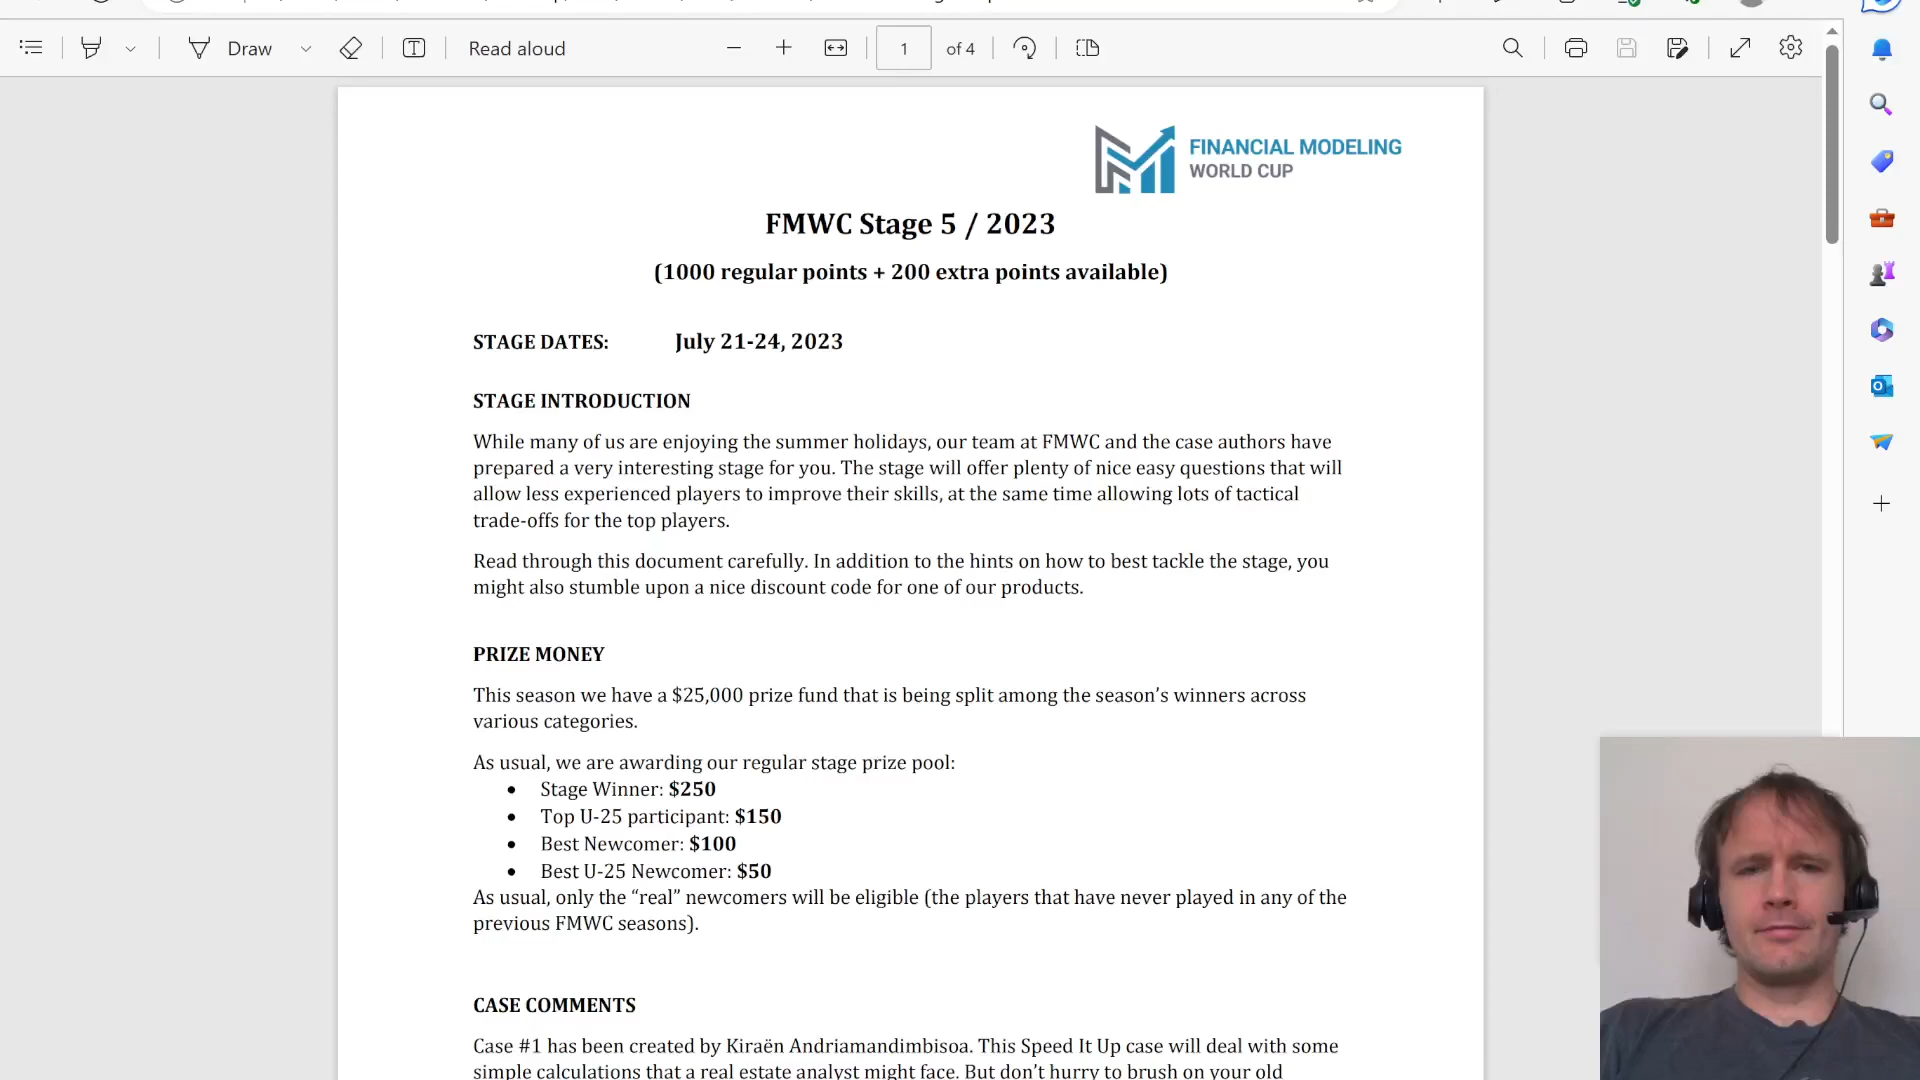 Draw
Read aloud
1
of 4
FINANCIAL MODELING
WORLD CUP
FMWC Stage 5 / 2023
(1000 regular points + 200 extra points available)
STAGE DATES: July 21-24, 2023
STAGE INTRODUCTION
While many of us are enjoying the summer holidays, our team at FMWC and the case authors have
prepared a very interesting stage for you. The stage will offer plenty of nice easy questions that will
allow less experienced players to improve their skills, at the same time allowing lots of tactical
trade-offs for the top players.
Read through this document carefully. In addition to the hints on how to best tackle the stage, you
might also stumble upon a nice discount code for one of our products.
PRIZE MONEY
This season we have a $25,000 prize fund that is being split among the season’s winners across
various categories.
As usual, we are awarding our regular stage prize pool:
• Stage Winner: $250
• Top U-25 participant: $150
• Best Newcomer: $100
• Best U-25 Newcomer: $50
As usual, only the “real” newcomers will be eligible (the players that have never played in any of the
previous FMWC seasons).
CASE COMMENTS
Case #1 has been created by Kiraën Andriamandimbisoa. This Speed It Up case will deal with some
simple calculations that a real estate analyst might face. But don’t hurry to brush on your old